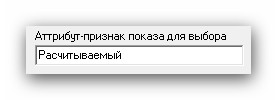 Аттрибут-признак показа для выбора
Расчитываемый